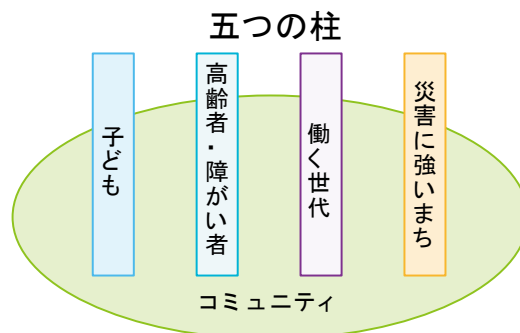 五つの柱
子ども
高齢者・障がい者
働く世代
災害に強いまち
コミュニティ